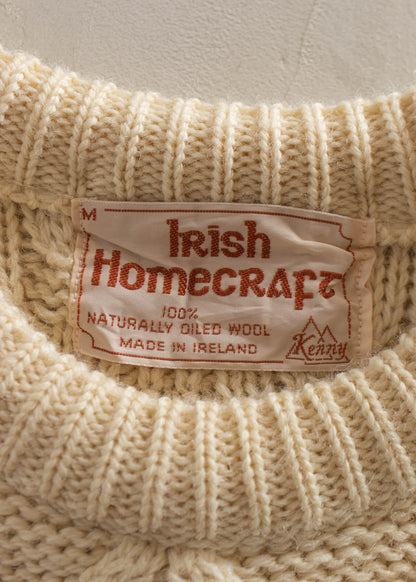 M
Irish
Homecraft
100%
NATURALLY OILED WOOL
MADE IN IRELAND
Kenny